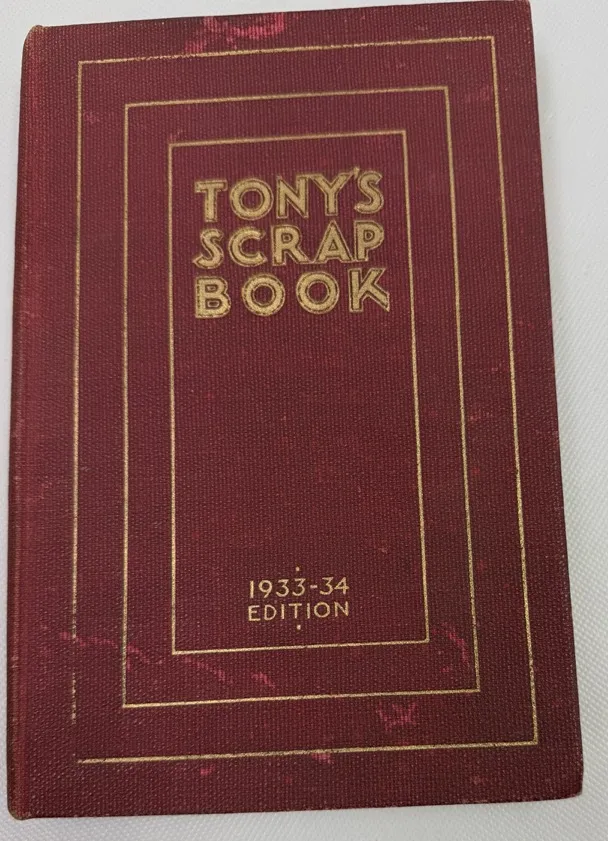 TONY'S
SCRAP
BOOK
1933-34
EDITION